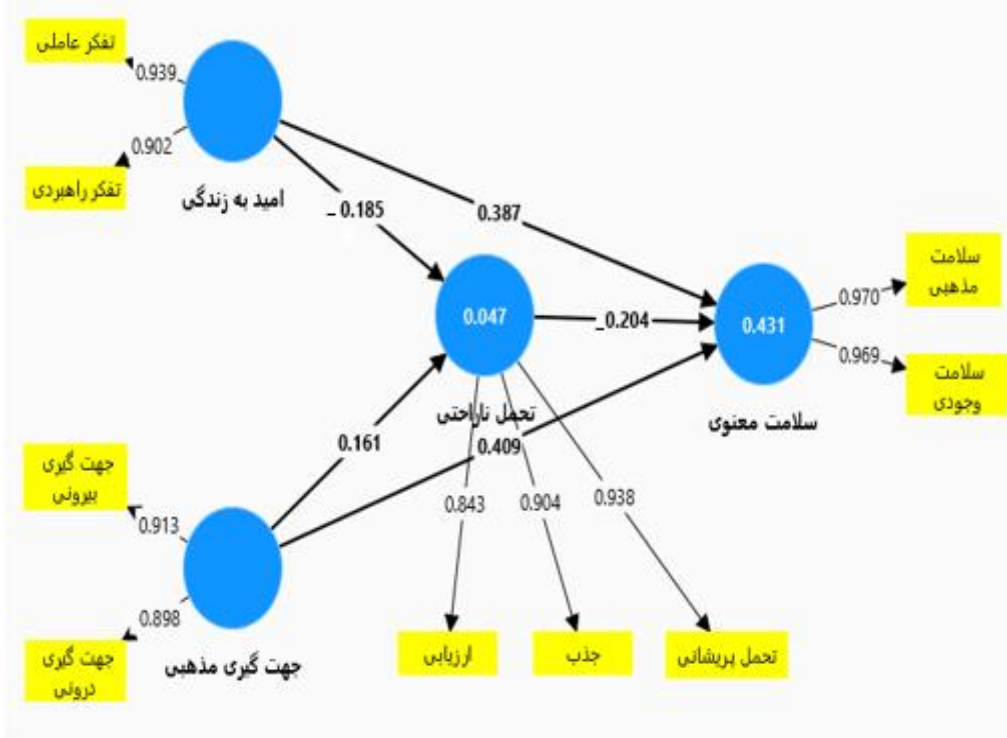 تفکر عاملی
0.939
0.902
تفکر راهبردی
امید به زندگی
_ 0.185
0.387
سلامت
مذهبی
0.970
0.047
_0.204
0.431
0.969
سلامت
وجودی
تحمل ناراحتی
سلامت معنوی
0.161
0.409
جهت گیری
بیرونی
0.913
0.843
0.904
0.938
0.898
جهت گیری
درونی
جهت گیری مذهبی
ارزیابی
جذب
تحمل پریشانی